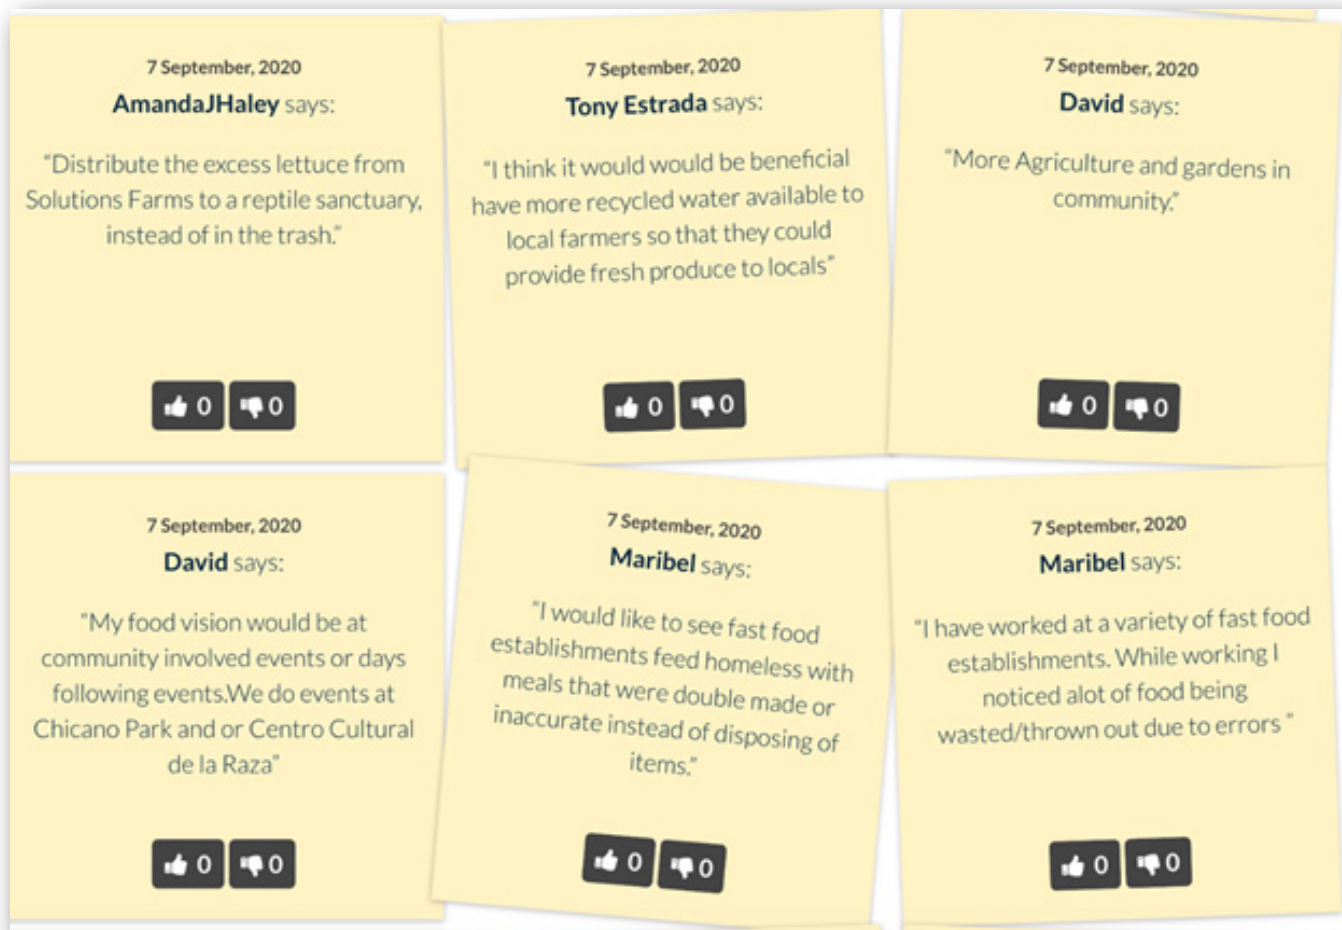 7 September, 2020
AmandaJHaley says:
“Distribute the excess lettuce from
Solutions Farms to a reptile sanctuary,
instead of in the trash.”
0 0
7 September, 2020
Tony Estrada says:
“I think it would would be beneficial
have more recycled water available to
local farmers so that they could
provide fresh produce to locals”
0 0
7 September, 2020
David says:
“More Agriculture and gardens in
community.”
0 0
7 September, 2020
David says:
“My food vision would be at
community involved events or days
following events.We do events at
Chicano Park and or Centro Cultural
de la Raza”
0 0
7 September, 2020
Maribel says:
“I would like to see fast food
establishments feed homeless with
meals that were double made or
inaccurate instead of disposing of
items.”
0 0
7 September, 2020
Maribel says:
“I have worked at a variety of fast food
establishments. While working I
noticed alot of food being
wasted/thrown out due to errors ”
0 0